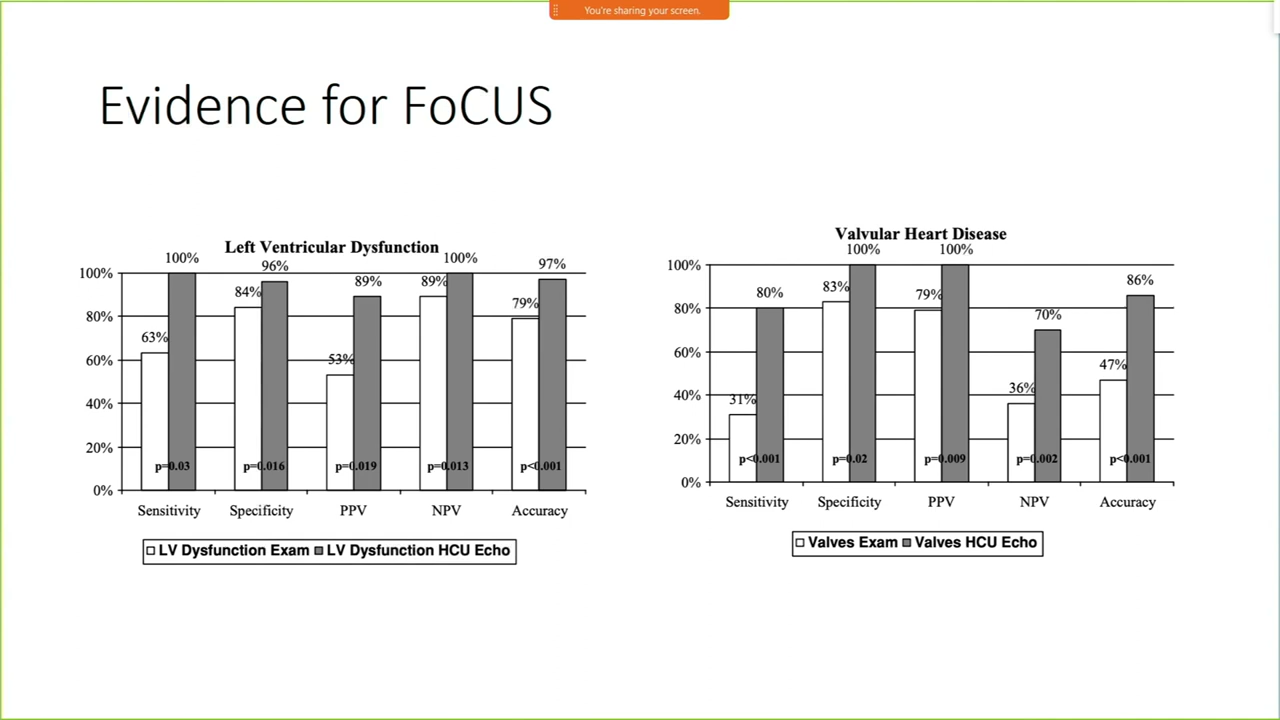 You're sharing your screen.
Evidence for FoCUS
Left Ventricular Dysfunction
100%
80%
60%
40%
20%
0%
63%
100%
84%
96%
53%
89%
89%
100%
79%
97%
p=0.03
p=0.016
p=0.019
p=0.013
p<0.001
Sensitivity
Specificity
PPV
NPV
Accuracy
LV Dysfunction Exam
LV Dysfunction HCU Echo
Valvular Heart Disease
100%
80%
60%
40%
20%
0%
31%
80%
83%
100%
79%
100%
36%
70%
47%
86%
p<0.001
p=0.02
p=0.009
p=0.002
p<0.001
Sensitivity
Specificity
PPV
NPV
Accuracy
Valves Exam
Valves HCU Echo